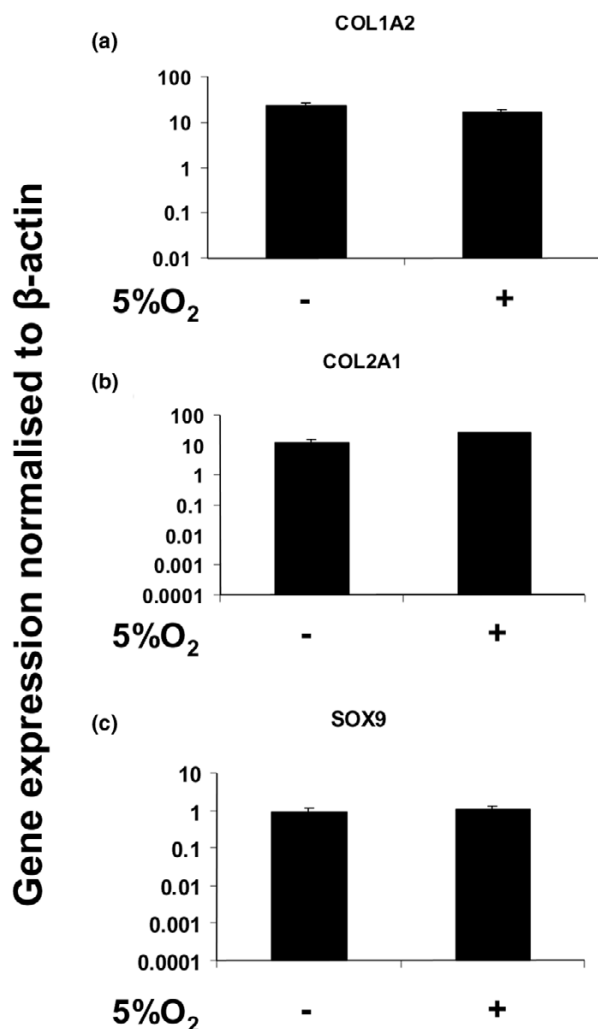 Gene expression normalised to β-actin
(a)
COL1A2
100
10
1
0.1
0.01
5%O₂ - +
(b)
COL2A1
100
10
1
0.1
0.01
0.001
0.0001
5%O₂ - +
(c)
SOX9
10
1
0.1
0.01
0.001
0.0001
5%O₂ - +